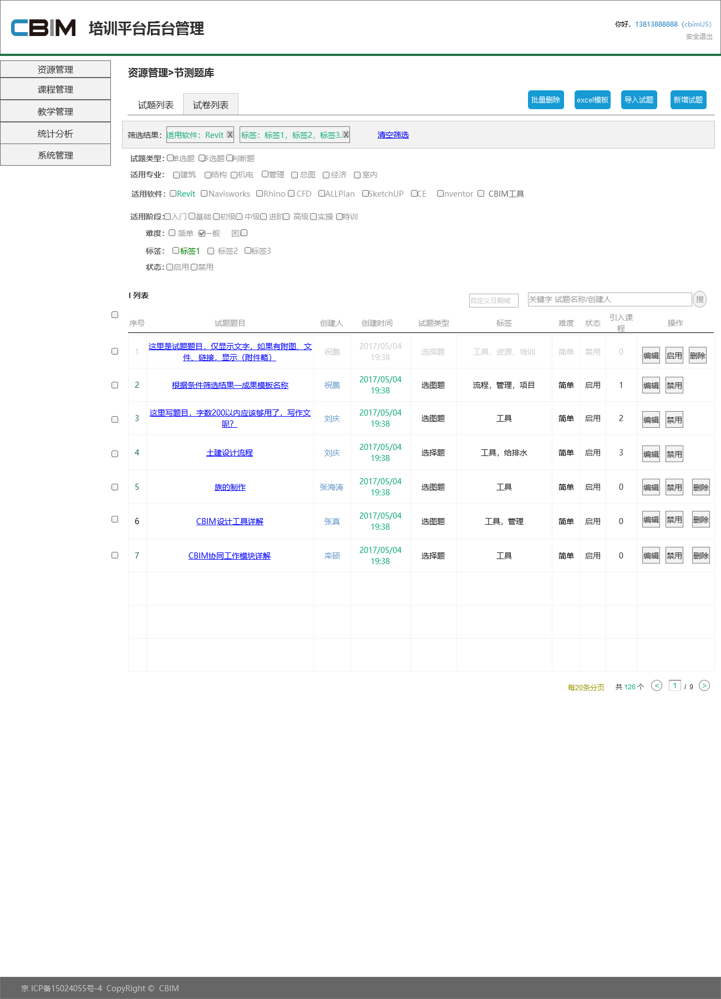 CBIM 培训平台后台管理
你好，13813888888（cbimUS）
安全退出
资源管理
课程管理
教学管理
统计分析
系统管理
资源管理>节测题库
试题列表 试卷列表
批量删除 excel模板 导入试题 新增试题
筛选结果： 适用软件：Revit X 标签：标签1，标签2，标签3. X 清空筛选
试题类型： 单选题 多选题 判断题
适用专业： 建筑 结构 机电 管理 总图 经济 室内
适用软件： Revit Navisworks Rhino CFD ALLPlan SketchUP CE Inventor CBIM工具
适用阶段： 入门 基础 初级 中级 进阶 高级 实操 特训
难度： 简单 一般 困
标签： 标签1 标签2 标签3
状态： 启用 禁用
I 列表
自定义日期域 关键字 试题名称/创建人 搜
序号 试题题目 创建人 创建时间 试题类型 标签 难度 状态 引入课程 操作
1 这里是试题题目，仅显示文字，如果有附图、文件、链接，显示（附件略） 祝鹏 2017/05/04 19:38 选择题 工具，资源，培训 简单 禁用 0 编辑 启用 删除
2 根据条件筛选结果—成果模板名称 祝鹏 2017/05/04 19:38 选图题 流程，管理，项目 简单 启用 1 编辑 禁用
3 这里写题目，字数200以内应该够用了，写作文呢？ 刘庆 2017/05/04 19:38 选图题 工具 简单 启用 2 编辑 禁用
4 土建设计流程 刘庆 2017/05/04 19:38 选择题 工具，给排水 简单 启用 3 编辑 禁用
5 族的制作 张海涛 2017/05/04 19:38 选图题 工具 简单 启用 0 编辑 禁用 删除
6 CBIM设计工具详解 张真 2017/05/04 19:38 选图题 工具，管理 简单 启用 0 编辑 禁用 删除
7 CBIM协同工作模块详解 栾硕 2017/05/04 19:38 选择题 工具 简单 启用 0 编辑 禁用 删除
每20条分页 共 126 个 < 1 / 9 >
京 ICP备15024055号-4 CopyRight © CBIM